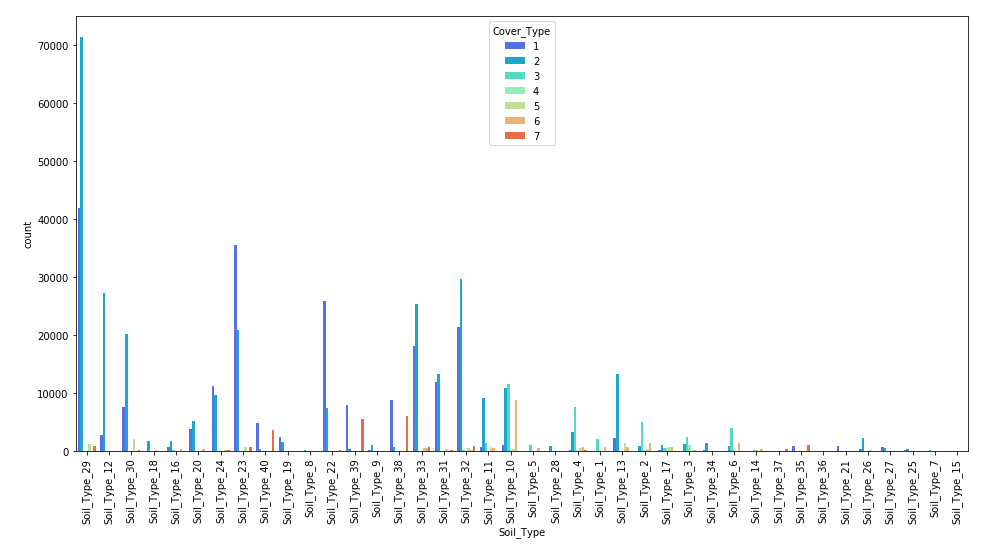 Cover_Type
1
2
3
4
5
6
7
70000
60000
50000
40000
30000
20000
10000
0
count
Soil_Type_29
Soil_Type_12
Soil_Type_30
Soil_Type_18
Soil_Type_16
Soil_Type_20
Soil_Type_24
Soil_Type_23
Soil_Type_40
Soil_Type_19
Soil_Type_8
Soil_Type_22
Soil_Type_39
Soil_Type_9
Soil_Type_38
Soil_Type_33
Soil_Type_31
Soil_Type_32
Soil_Type_11
Soil_Type_10
Soil_Type_5
Soil_Type_28
Soil_Type_4
Soil_Type_1
Soil_Type_13
Soil_Type_2
Soil_Type_17
Soil_Type_3
Soil_Type_34
Soil_Type_6
Soil_Type_14
Soil_Type_37
Soil_Type_35
Soil_Type_36
Soil_Type_21
Soil_Type_26
Soil_Type_27
Soil_Type_25
Soil_Type_7
Soil_Type_15
Soil_Type